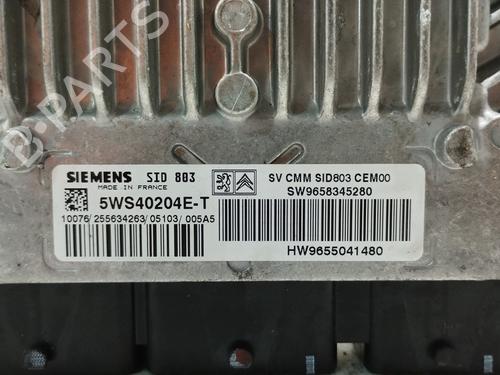 B-PARTS
SIEMENS SID 803
MADE IN FRANCE
5WS40204E-T
10076/255634263/05103/005A5
SV CMM SID803 CEM00
SW9658345280
HW9655041480